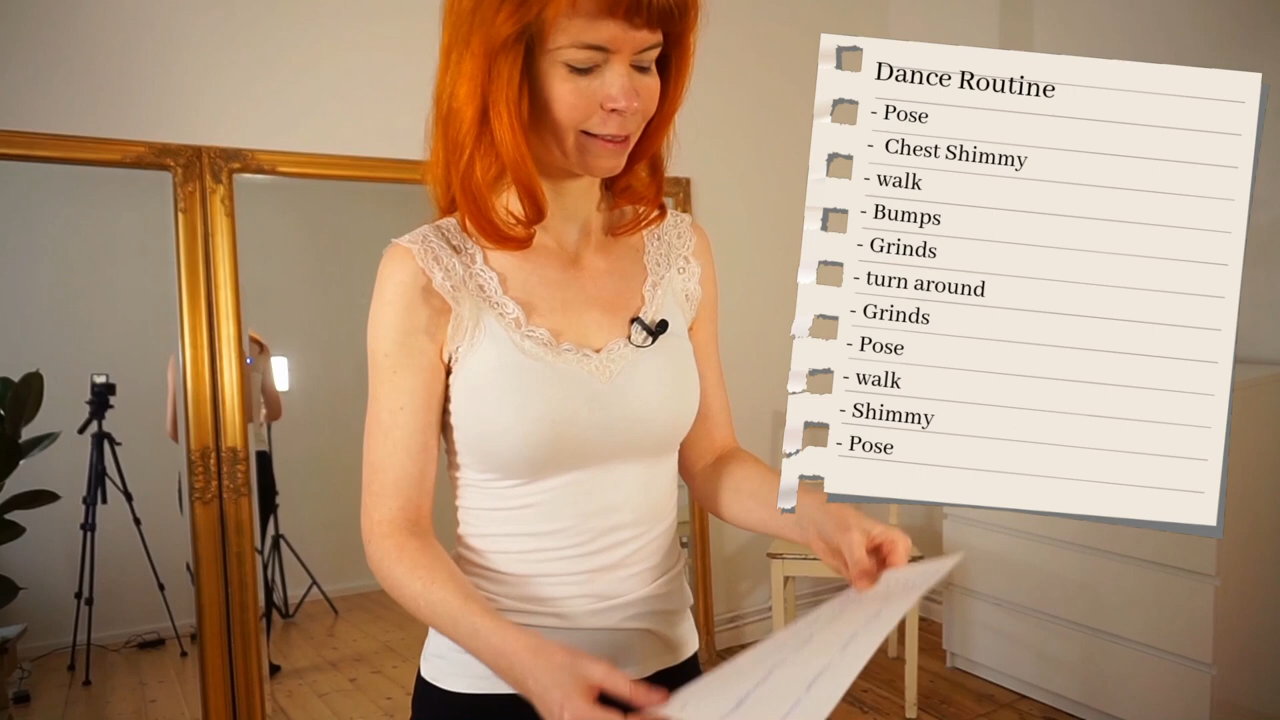 Dance Routine
- Pose
- Chest Shimmy
- walk
- Bumps
- Grinds
- turn around
- Grinds
- Pose
- walk
- Shimmy
- Pose